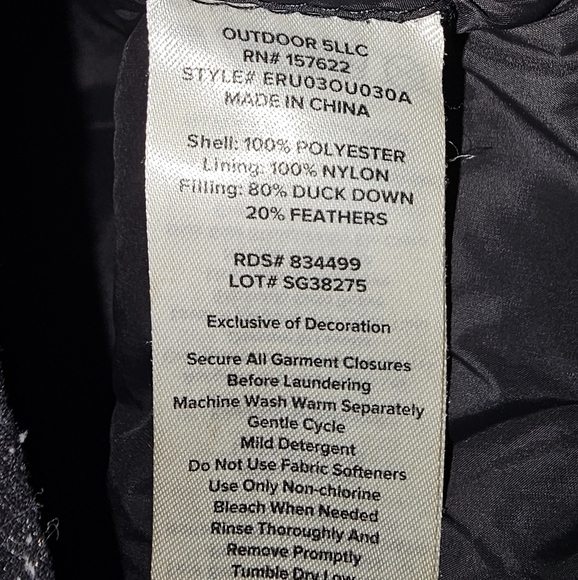 OUTDOOR 5LLC
RN# 157622
STYLE# ERU03OU030A
MADE IN CHINA
Shell: 100% POLYESTER
Lining: 100% NYLON
Filling: 80% DUCK DOWN
20% FEATHERS
RDS# 834499
LOT# SG38275
Exclusive of Decoration
Secure All Garment Closures
Before Laundering
Machine Wash Warm Separately
Gentle Cycle
Mild Detergent
Do Not Use Fabric Softeners
Use Only Non-chlorine
Bleach When Needed
Rinse Thoroughly And
Remove Promptly
Tumble Dry Low